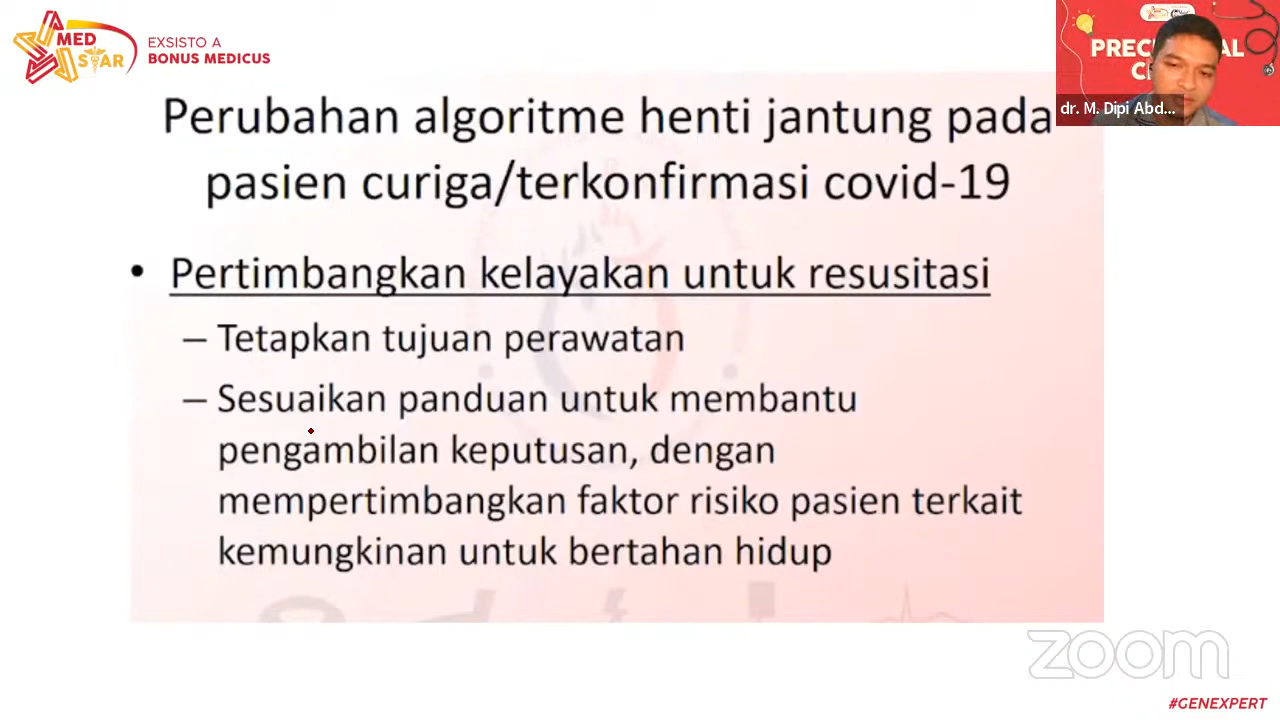 MED
STAR
EXSISTO A
BONUS MEDICUS
dr. M. Dipi Abd...
Perubahan algoritme henti jantung pada
pasien curiga/terkonfirmasi covid-19
• Pertimbangkan kelayakan untuk resusitasi
– Tetapkan tujuan perawatan
– Sesuaikan panduan untuk membantu
pengambilan keputusan, dengan
mempertimbangkan faktor risiko pasien terkait
kemungkinan untuk bertahan hidup
zoom
#GENEXPERT